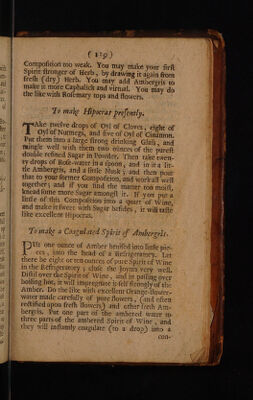 ( 119 )
Composition too weak. You may make your first
Spirit stronger of Herb, by drawing it again from
fresh (dry) Herb. You may add Ambergris to
make it more Cephalick and virtual. You may do
the like with Rosemary tops and flowers.
To make Hipocras presently.
TAke twelve drops of Oyl of Cloves, eight of
Oyl of Nutmegs, and five of Oyl of Cinamon.
Put them into a large strong drinking Glass, and
mingle well with them two ounces of the purest
double refined Sugar in Powder. Then take twen-
ty drops of Rose-water in a spoon, and in it a lit-
tle Ambergris, and a little Musk; and then pour
that to your former Composition, and work all well
together; and if you find the matter too moist,
knead some more Sugar amongst it. If you put a
little of this Composition into a quart of Wine,
and make it sweet with Sugar besides, it will taste
like excellent Hipocras.
To make a Coagulated Spirit of Ambergris.
PUt one ounce of Amber bruised into little pie-
ces, into the head of a Refrigeratory. Let
there be eight or ten ounces of pure Spirit of Wine
in the Refrigeratory; close the Joynts very well.
Distil over the Spirit of Wine, and in passing over
boiling hot, it will impregnate it self strongly of the
Amber. Do the like with excellent Orange-flower-
water made carefully of pure flowers, (and often
rectified upon fresh flowers) and other fresh Am-
bergris. Put one part of the ambered water to
three parts of the ambered Spirit of Wine, and
they will instantly coagulate (to a drop) into a
con-